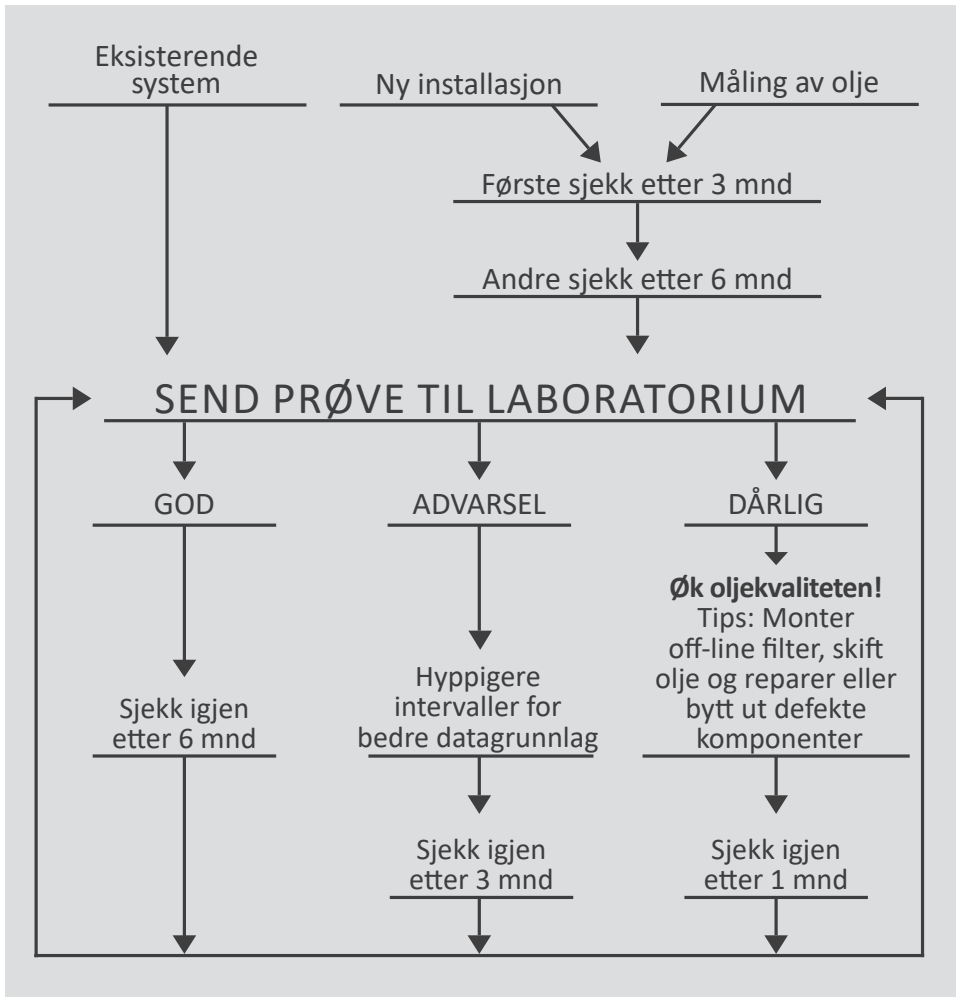 Eksisterende
system
Ny installasjon
Måling av olje
Første sjekk etter 3 mnd
Andre sjekk etter 6 mnd
SEND PRØVE TIL LABORATORIUM
GOD
ADVARSEL
DÅRLIG
Sjekk igjen
etter 6 mnd
Hyppigere
intervaller for
bedre datagrunnlag
Øk oljekvaliteten!
Tips: Monter
off-line filter, skift
olje og reparer eller
bytt ut defekte
komponenter
Sjekk igjen
etter 3 mnd
Sjekk igjen
etter 1 mnd